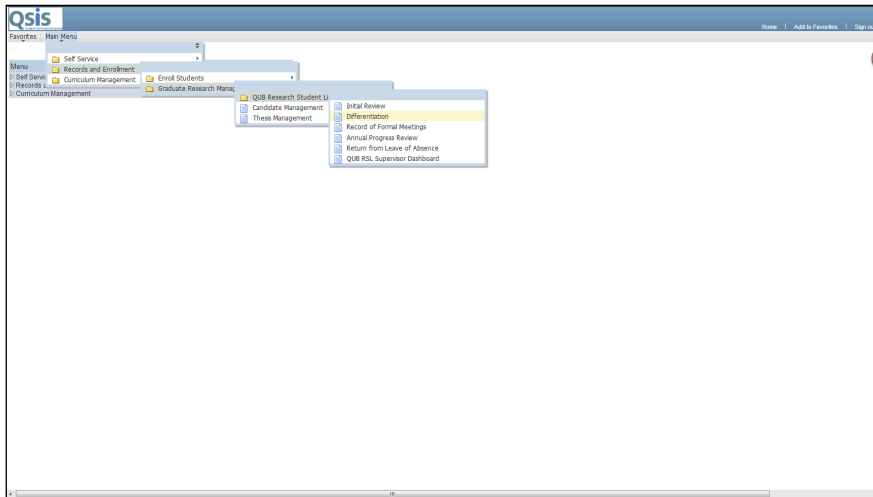 Qsis
Home | Add to Favorites | Sign ou
Favorites Main Menu
Menu
Self Servic
Records a
Curriculum Management
Self Service
Records and Enrollment
Curriculum Management
Enroll Students
Graduate Research Manag
QUB Research Student Li
Candidate Management
Thesis Management
Initial Review
Differentiation
Record of Formal Meetings
Annual Progress Review
Return from Leave of Absence
QUB RSL Supervisor Dashboard